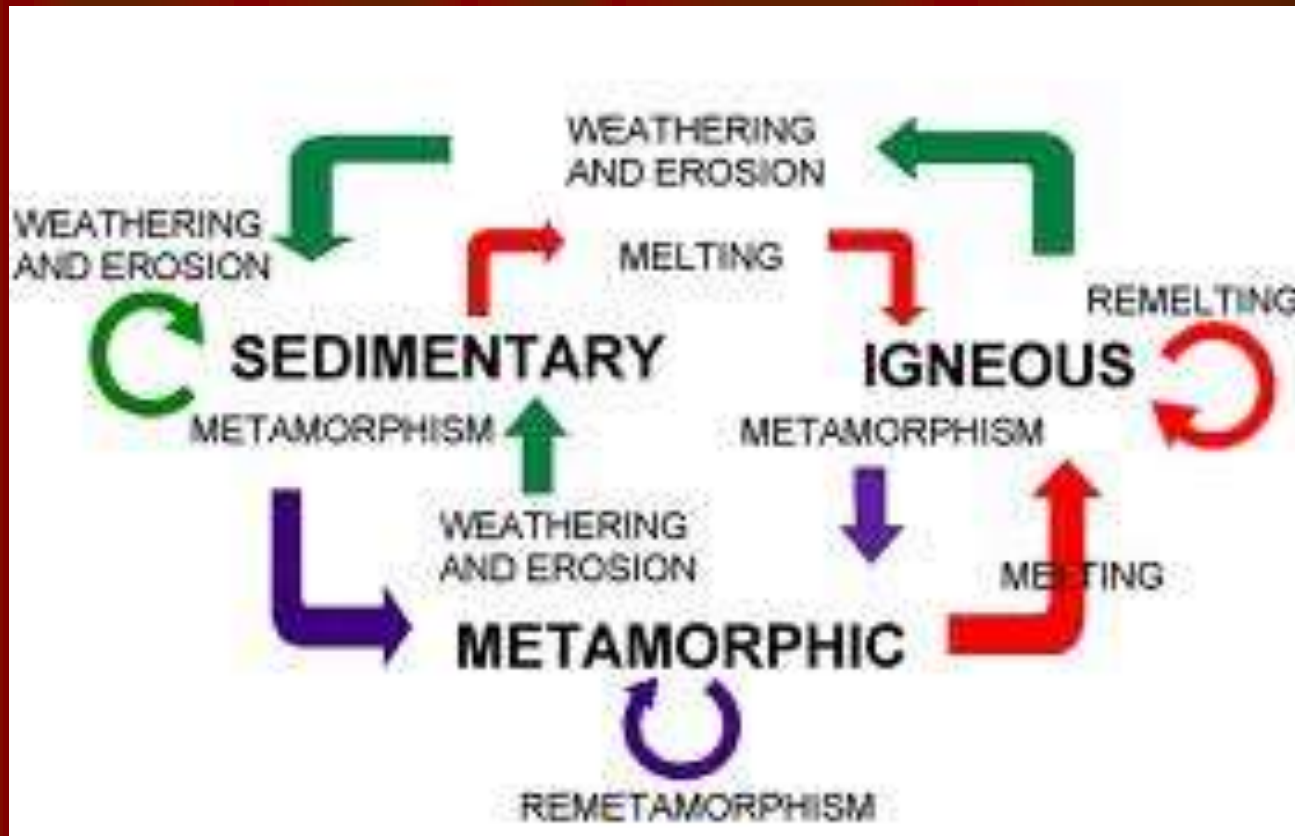 WEATHERING
AND EROSION
WEATHERING
AND EROSION
MELTING
REMELTING
SEDIMENTARY
IGNEOUS
METAMORPHISM
METAMORPHISM
WEATHERING
AND EROSION
MELTING
METAMORPHIC
REMETAMORPHISM